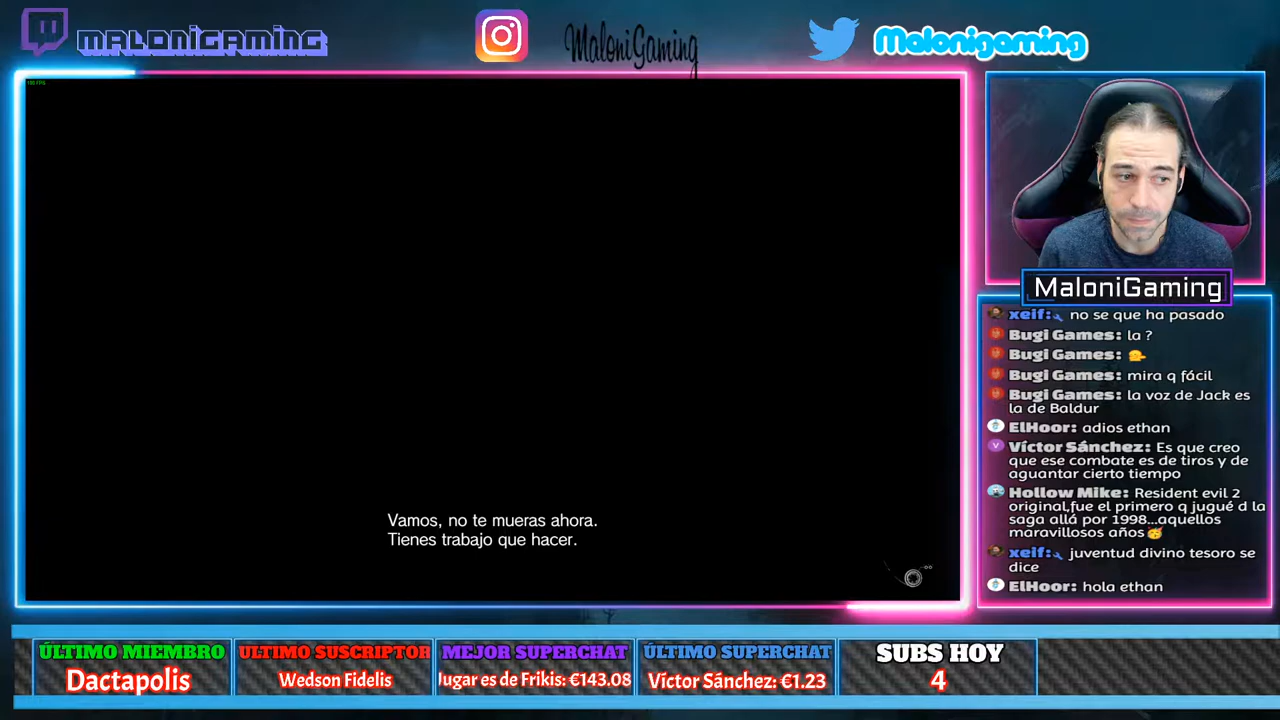 MALONIGAMING
MaloniGaming
Malonigaming
Vamos, no te mueras ahora.
Tienes trabajo que hacer.
MaloniGaming
xeif: no se que ha pasado
Bugi Games: la ?
Bugi Games:
Bugi Games: mira q fácil
Bugi Games: la voz de Jack es
la de Baldur
ElHoor: adios ethan
V Víctor Sánchez: Es que creo
que ese combate es de tiros y de
aguantar cierto tiempo
Hollow Mike: Resident evil 2
original,fue el primero q jugué d la
saga allá por 1998...aquellos
maravillosos años
xeif: juventud divino tesoro se
dice
ElHoor: hola ethan
ÚLTIMO MIEMBRO
Dactapolis
ULTIMO SUSCRIPTOR
Wedson Fidelis
MEJOR SUPERCHAT
Jugar es de Frikis: €143.08
ÚLTIMO SUPERCHAT
Víctor Sánchez: €1.23
SUBS HOY
4